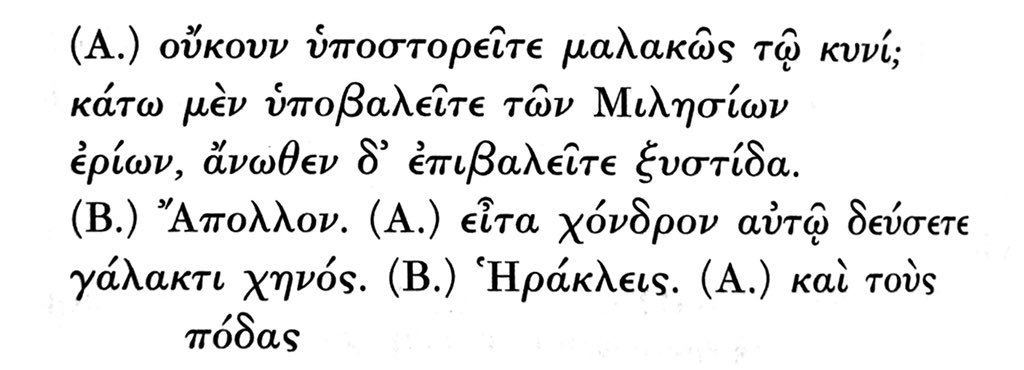 (Α.) οὔκουν ὑποστορεῖτε μαλακῶς τῷ κυνί;
κάτω μὲν ὑποβαλεῖτε τῶν Μιλησίων
ἐρίων, ἄνωθεν δ᾿ ἐπιβαλεῖτε ξυστίδα.
(Β.) Ἄπολλον. (Α.) εἶτα χόνδρον αὐτῷ δεύσετε
γάλακτι χηνός. (Β.) Ἡράκλεις. (Α.) καὶ τοὺς
πόδας